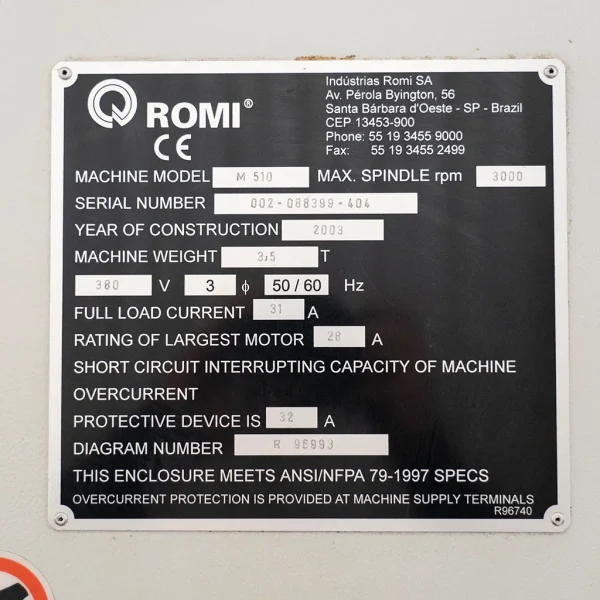 ROMI®
CE
Indústrias Romi SA
Av. Pérola Byington, 56
Santa Bárbara d'Oeste - SP - Brazil
CEP 13453-900
Phone: 55 19 3455 9000
Fax: 55 19 3455 2499
MACHINE MODEL M 510 MAX. SPINDLE rpm 3000
SERIAL NUMBER 002-088399-404
YEAR OF CONSTRUCTION 2003
MACHINE WEIGHT 3,5 T
380 V 3 ϕ 50 / 60 Hz
FULL LOAD CURRENT 31 A
RATING OF LARGEST MOTOR 28 A
SHORT CIRCUIT INTERRUPTING CAPACITY OF MACHINE
OVERCURRENT
PROTECTIVE DEVICE IS 32 A
DIAGRAM NUMBER R 96993
THIS ENCLOSURE MEETS ANSI/NFPA 79-1997 SPECS
OVERCURRENT PROTECTION IS PROVIDED AT MACHINE SUPPLY TERMINALS
R96740